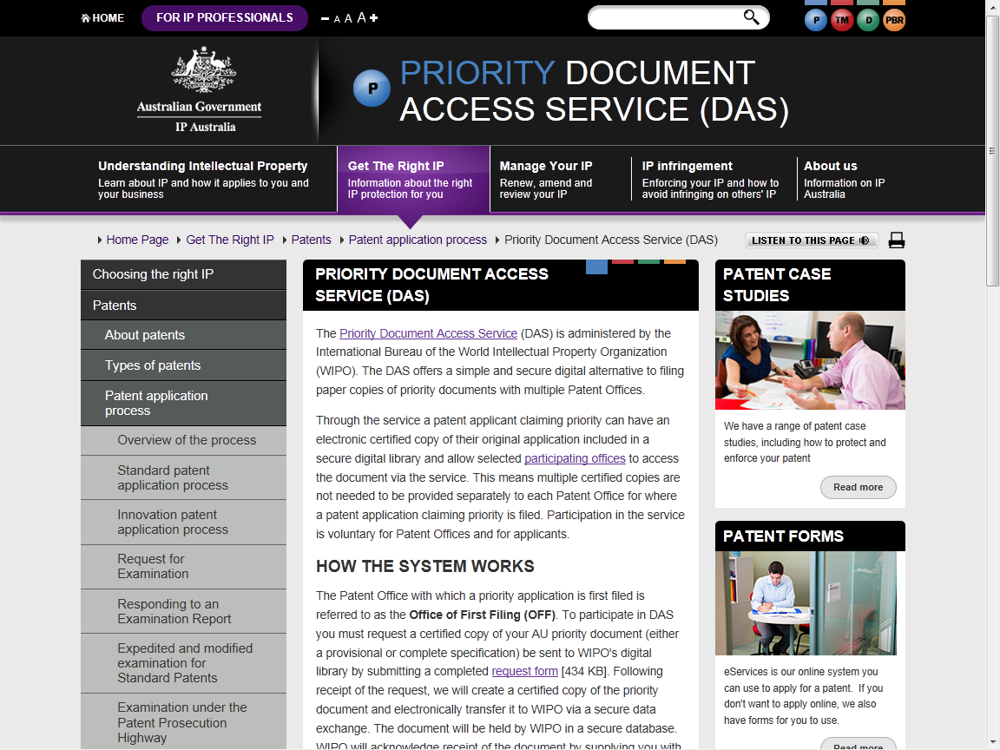 HOME
FOR IP PROFESSIONALS
A A A
P
TM
D
PBR
Australian Government
IP Australia
P
PRIORITY DOCUMENT
ACCESS SERVICE (DAS)
Understanding Intellectual Property
Learn about IP and how it applies to you and
your business
Get The Right IP
Information about the right
IP protection for you
Manage Your IP
Renew, amend and
review your IP
IP infringement
Enforcing your IP and how to
avoid infringing on others' IP
About us
Information on IP
Australia
Home Page Get The Right IP Patents Patent application process Priority Document Access Service (DAS)
LISTEN TO THIS PAGE
Choosing the right IP
Patents
About patents
Types of patents
Patent application
process
Overview of the process
Standard patent
application process
Innovation patent
application process
Request for
Examination
Responding to an
Examination Report
Expedited and modified
examination for
Standard Patents
Examination under the
Patent Prosecution
Highway
PRIORITY DOCUMENT ACCESS
SERVICE (DAS)
The Priority Document Access Service (DAS) is administered by the
International Bureau of the World Intellectual Property Organization
(WIPO). The DAS offers a simple and secure digital alternative to filing
paper copies of priority documents with multiple Patent Offices.
Through the service a patent applicant claiming priority can have an
electronic certified copy of their original application included in a
secure digital library and allow selected participating offices to access
the document via the service. This means multiple certified copies are
not needed to be provided separately to each Patent Office for where
a patent application claiming priority is filed. Participation in the service
is voluntary for Patent Offices and for applicants.
HOW THE SYSTEM WORKS
The Patent Office with which a priority application is first filed is
referred to as the Office of First Filing (OFF). To participate in DAS
you must request a certified copy of your AU priority document (either
a provisional or complete specification) be sent to WIPO's digital
library by submitting a completed request form [434 KB]. Following
receipt of the request, we will create a certified copy of the priority
document and electronically transfer it to WIPO via a secure data
exchange. The document will be held by WIPO in a secure database.
WIPO will acknowledge receipt of the document by supplying you with
PATENT CASE
STUDIES
We have a range of patent case
studies, including how to protect and
enforce your patent
Read more
PATENT FORMS
eServices is our online system you
can use to apply for a patent. If you
don't want to apply online, we also
have forms for you to use.
Read more